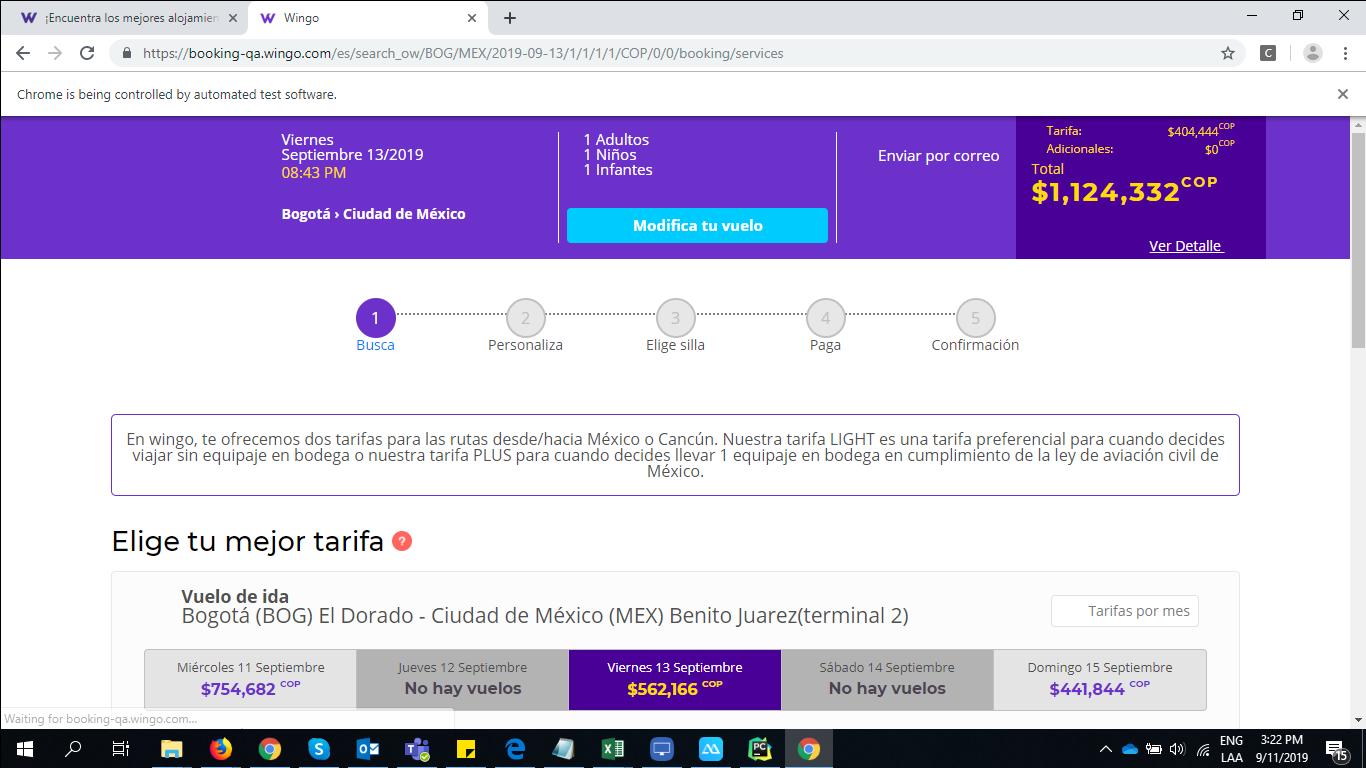 ¡Encuentra los mejores alojamien
Wingo
https://booking-qa.wingo.com/es/search_ow/BOG/MEX/2019-09-13/1/1/1/1/COP/0/0/booking/services
C
Chrome is being controlled by automated test software.
Viernes
Septiembre 13/2019
08:43 PM
Bogotá › Ciudad de México
1 Adultos
1 Niños
1 Infantes
Modifica tu vuelo
Enviar por correo
Tarifa: $404,444 COP
Adicionales: $0 COP
Total
$1,124,332 COP
Ver Detalle
1 2 3 4 5
Busca Personaliza Elige silla Paga Confirmación
En wingo, te ofrecemos dos tarifas para las rutas desde/hacia México o Cancún. Nuestra tarifa LIGHT es una tarifa preferencial para cuando decides
viajar sin equipaje en bodega o nuestra tarifa PLUS para cuando decides llevar 1 equipaje en bodega en cumplimiento de la ley de aviación civil de
México.
Elige tu mejor tarifa ?
Vuelo de ida
Bogotá (BOG) El Dorado - Ciudad de México (MEX) Benito Juarez(terminal 2)
Tarifas por mes
Miércoles 11 Septiembre
$754,682 COP
Jueves 12 Septiembre
No hay vuelos
Viernes 13 Septiembre
$562,166 COP
Sábado 14 Septiembre
No hay vuelos
Domingo 15 Septiembre
$441,844 COP
Waiting for booking-qa.wingo.com...
ENG
LAA
3:22 PM
9/11/2019
15